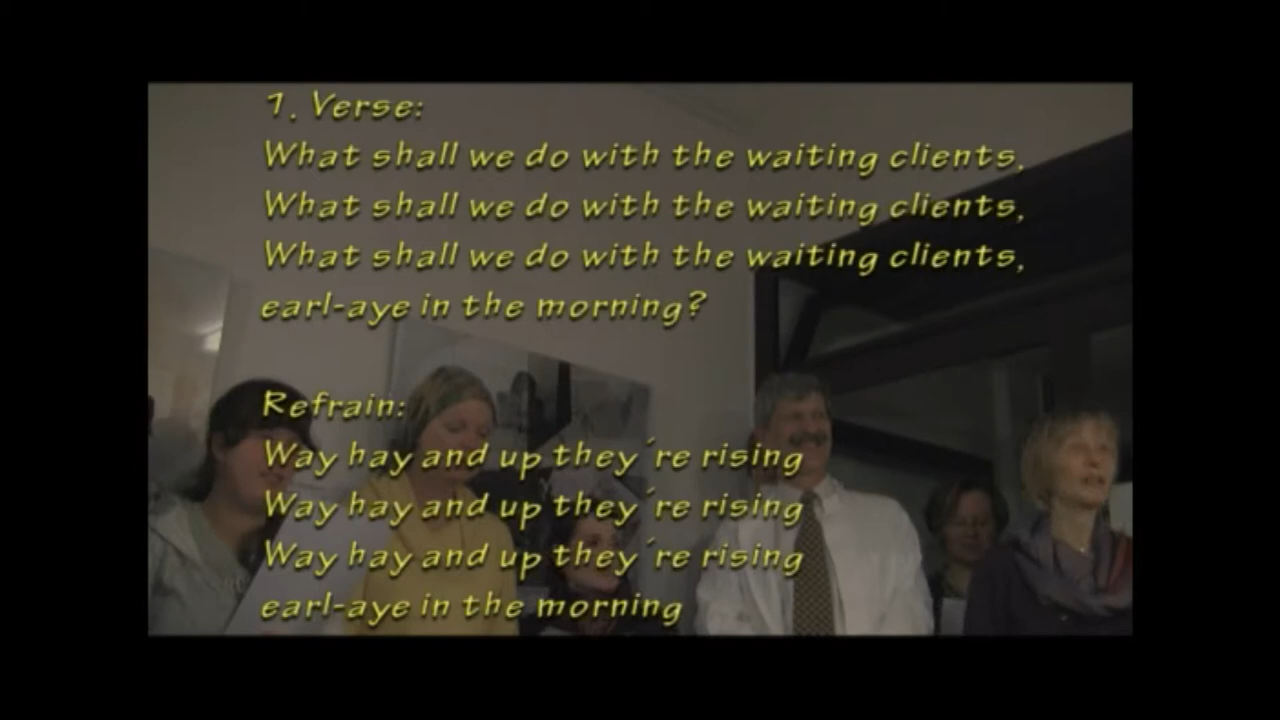 1. Verse:
What shall we do with the waiting clients,
What shall we do with the waiting clients,
What shall we do with the waiting clients,
earl-aye in the morning?
Refrain:
Way hay and up they´re rising
Way hay and up they´re rising
Way hay and up they´re rising
earl-aye in the morning